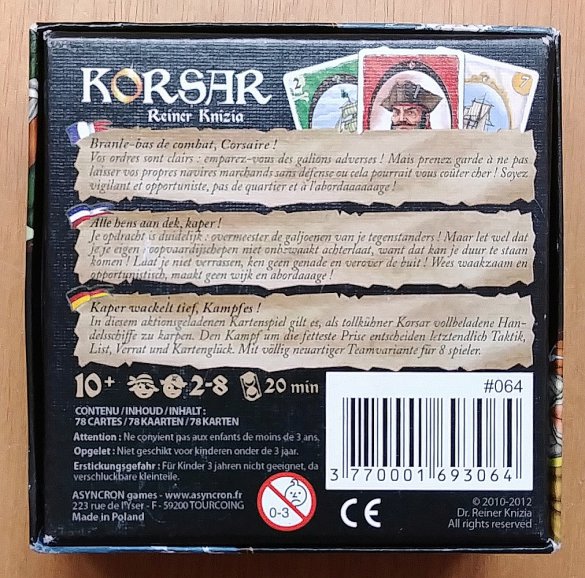 KORSAR
Reiner Knizia
2
7
Branle-bas de combat, Corsaire !
Vos ordres sont clairs : emparez-vous des galions adverses ! Mais prenez garde à ne pas
laisser vos propres navires marchands sans défense ou cela pourrait vous coûter cher ! Soyez
vigilant et opportuniste, pas de quartier et à l'abordaaaaaage !
Alle hens aan dek, kaper !
Je opdracht is duidelijk : overmeester de galjoenen van je tegenstanders ! Maar let wel dat
je je eigen koopvaardijschepen niet onbewaakt achterlaat, want dat kan je duur te staan
komen ! Laat je niet verrassen, ken geen genade en verover de buit ! Wees waakzaam en
opportunistisch, maakt geen wijk en abordaaage !
Kaper wackelt tief, Kampfes !
In diesem aktionsgeladenen Kartenspiel gilt es, als tollkühner Korsar vollbeladene Han-
delsschiffe zu karpen. Den Kampf um die fetteste Prise entscheiden letztendlich Taktik,
List, Verrat und Kartenglück. Mit völlig neuartiger Teamvariante für 8 spieler.
10+ 2-8 20 min
#064
CONTENU / INHOUD / INHALT :
78 CARTES / 78 KAARTEN / 78 KARTEN
Attention : Ne convient pas aux enfants de moins de 3 ans.
Opgelet : Niet geschikt voor kinderen onder de 3 jaar.
Erstickungsgefahr : Für Kinder 3 jahren nicht geeignet, da
verschluckbare kleinteile.
ASYNCRON games - www.asyncron.fr
223 rue de l'Yser - F - 59200 TOURCOING
Made in Poland
0-3
CE
3 770001 693064
© 2010-2012
Dr. Reiner Knizia
All rights reserved